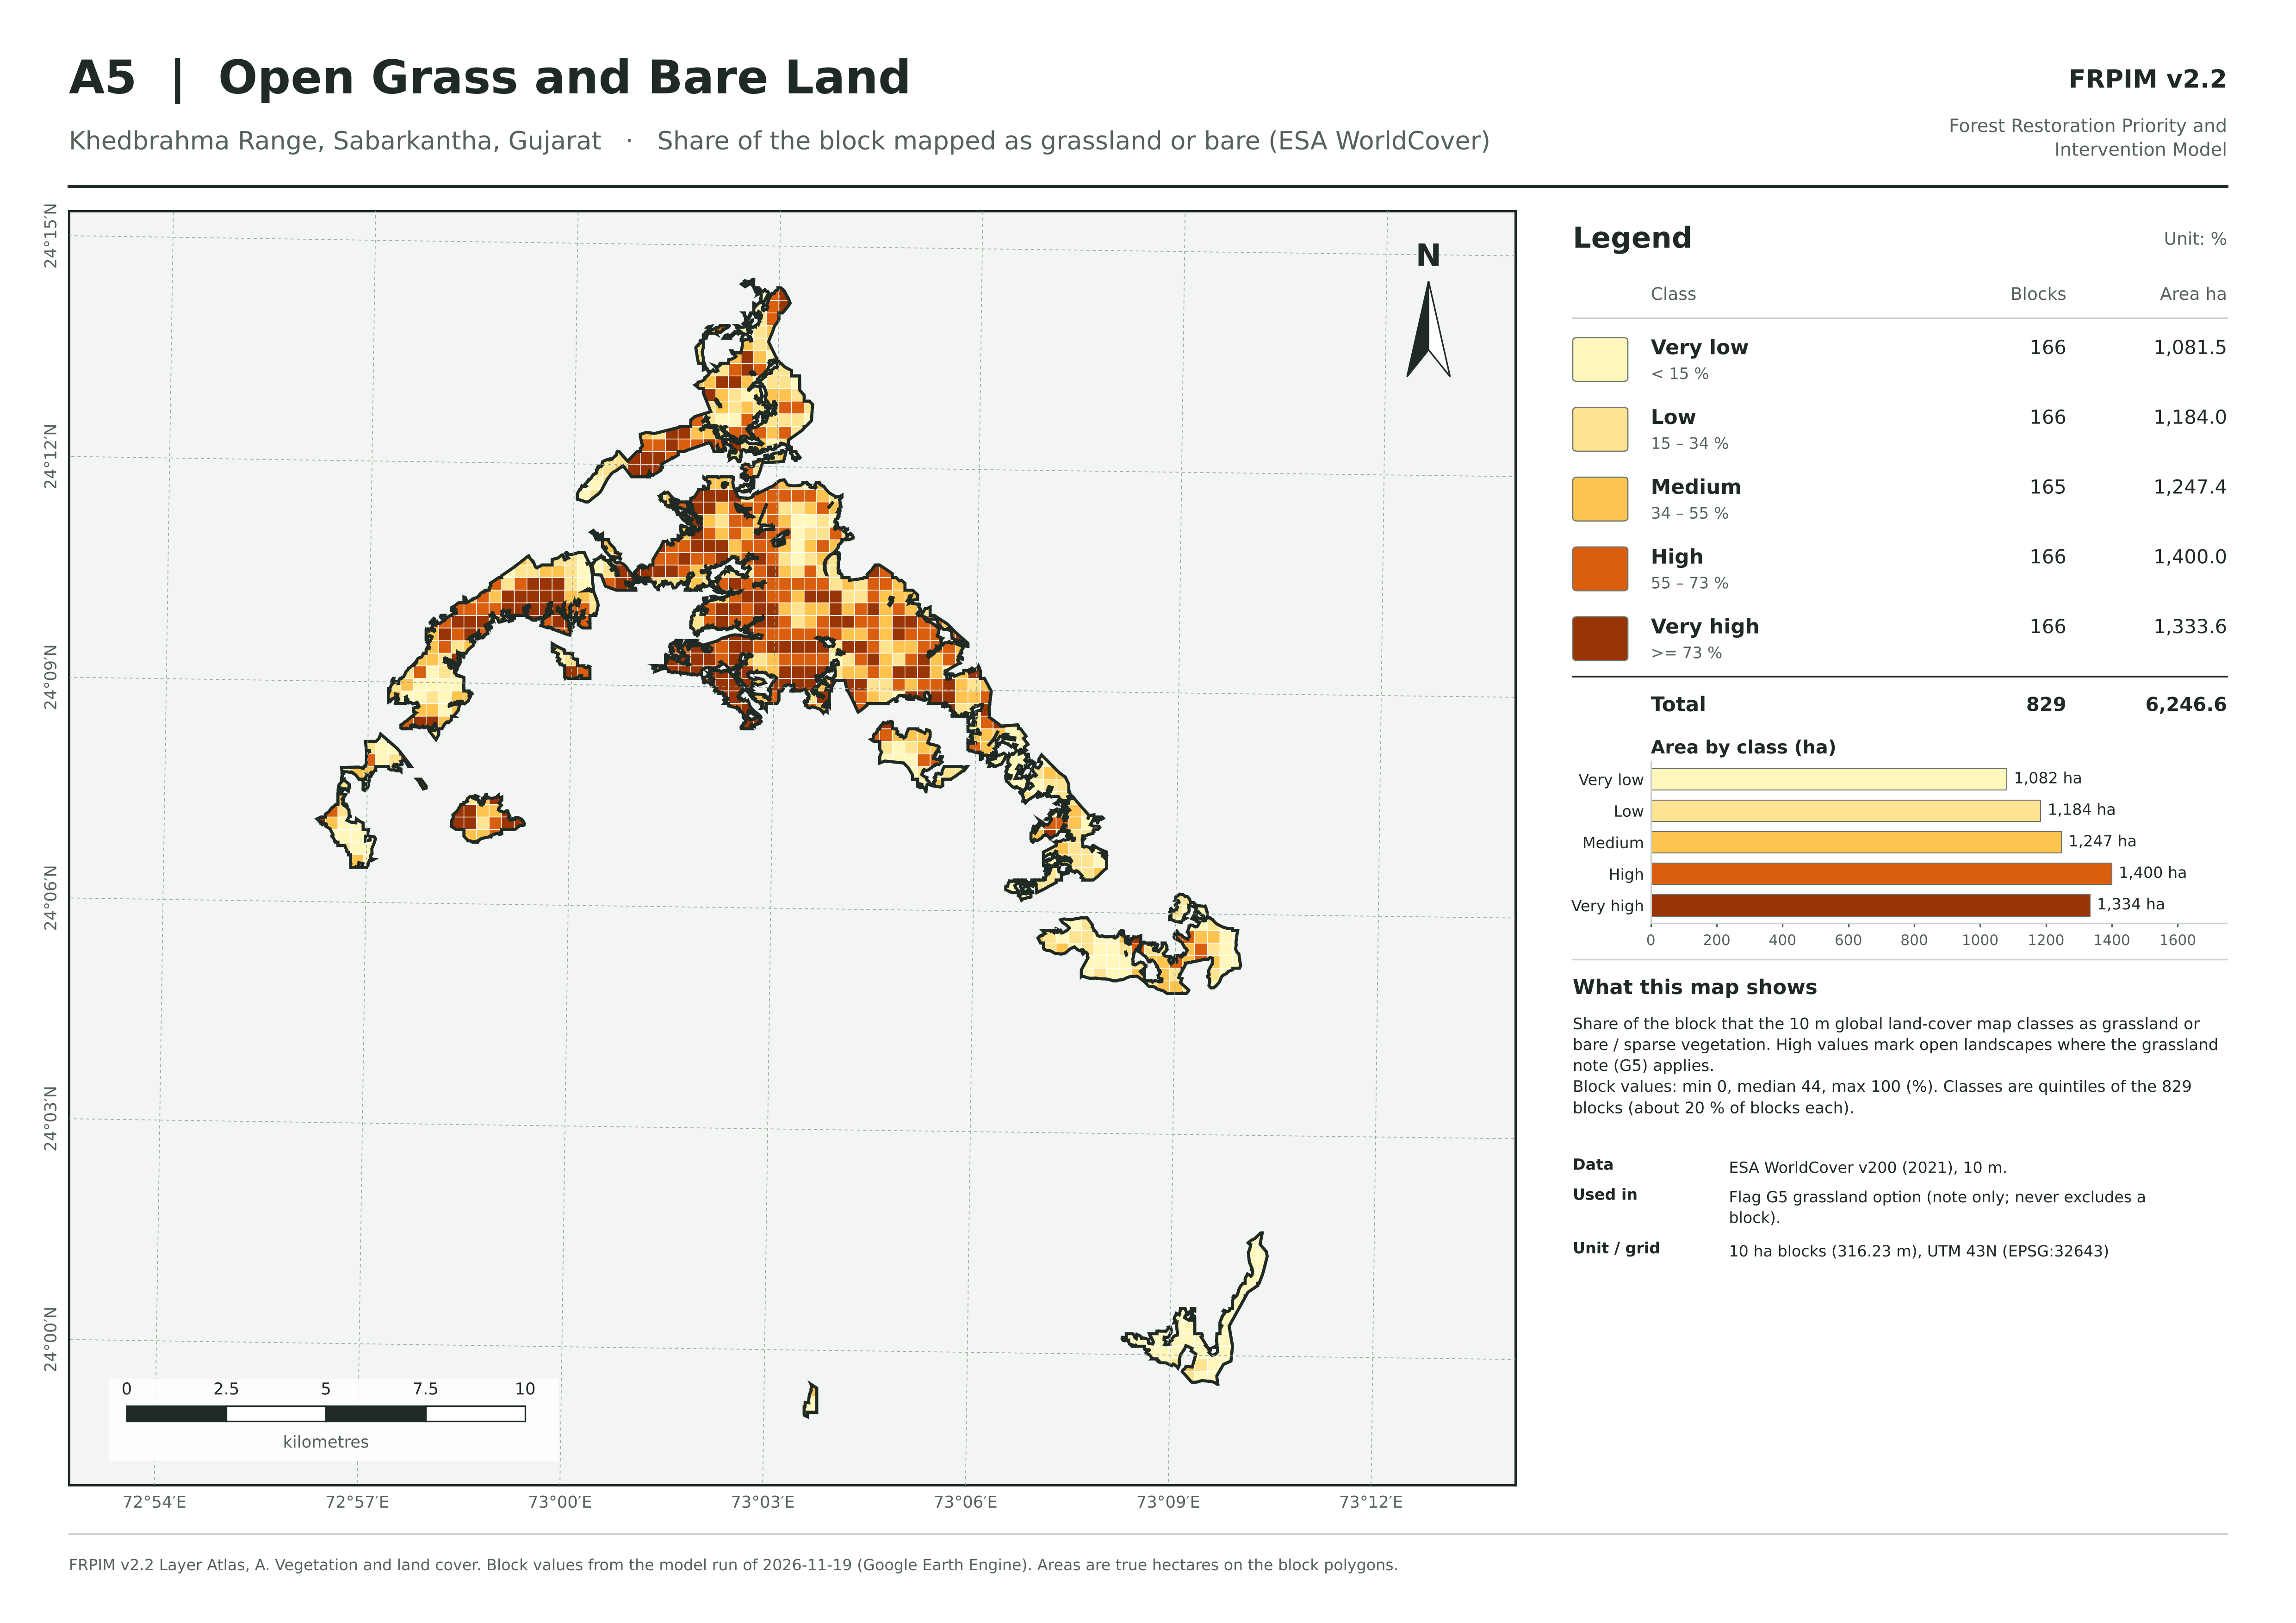 A5 | Open Grass and Bare Land
FRPIM v2.2
Khedbrahma Range, Sabarkantha, Gujarat · Share of the block mapped as grassland or bare (ESA WorldCover)
Forest Restoration Priority and
Intervention Model
24°15′N
24°12′N
24°09′N
24°06′N
24°03′N
24°00′N
N
0 2.5 5 7.5 10
kilometres
72°54′E 72°57′E 73°00′E 73°03′E 73°06′E 73°09′E 73°12′E
Legend
Unit: %
Class Blocks Area ha
Very low 166 1,081.5
< 15 %
Low 166 1,184.0
15 – 34 %
Medium 165 1,247.4
34 – 55 %
High 166 1,400.0
55 – 73 %
Very high 166 1,333.6
>= 73 %
Total 829 6,246.6
Area by class (ha)
Very low 1,082 ha
Low 1,184 ha
Medium 1,247 ha
High 1,400 ha
Very high 1,334 ha
0 200 400 600 800 1000 1200 1400 1600
What this map shows
Share of the block that the 10 m global land-cover map classes as grassland or
bare / sparse vegetation. High values mark open landscapes where the grassland
note (G5) applies.
Block values: min 0, median 44, max 100 (%). Classes are quintiles of the 829
blocks (about 20 % of blocks each).
Data ESA WorldCover v200 (2021), 10 m.
Used in Flag G5 grassland option (note only; never excludes a
block).
Unit / grid 10 ha blocks (316.23 m), UTM 43N (EPSG:32643)
FRPIM v2.2 Layer Atlas, A. Vegetation and land cover. Block values from the model run of 2026-11-19 (Google Earth Engine). Areas are true hectares on the block polygons.